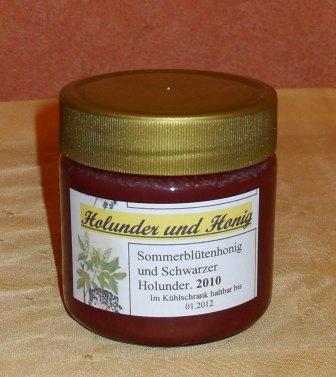 Holunder und Honig
Sommerblütenhonig
und Schwarzer
Holunder. 2010
Im Kühlschrank haltbar bis
01.2012